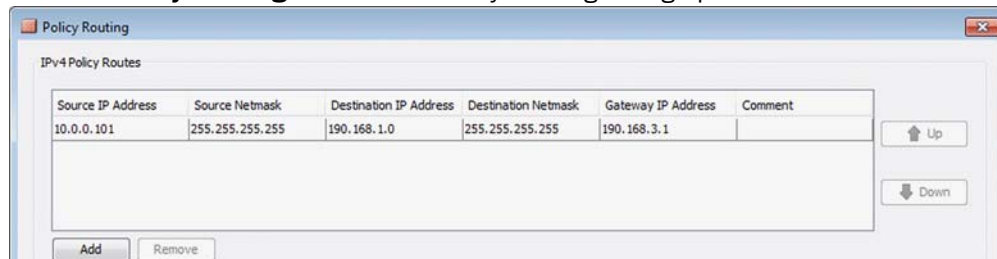 Policy Routing
IPv4 Policy Routes
Source IP Address Source Netmask Destination IP Address Destination Netmask Gateway IP Address Comment
10.0.0.101 255.255.255.255 190.168.1.0 255.255.255.255 190.168.3.1
Up
Down
Add Remove